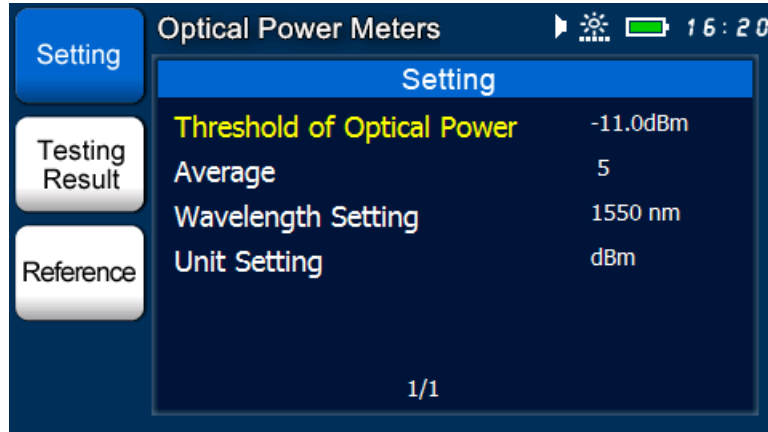 Optical Power Meters 16:20
Setting
Testing
Result
Reference
Setting
Threshold of Optical Power -11.0dBm
Average 5
Wavelength Setting 1550 nm
Unit Setting dBm
1/1